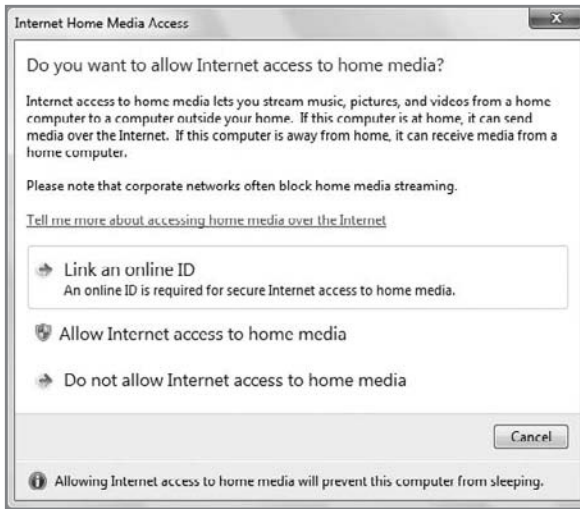 Internet Home Media Access
Do you want to allow Internet access to home media?
Internet access to home media lets you stream music, pictures, and videos from a home
computer to a computer outside your home. If this computer is at home, it can send
media over the Internet. If this computer is away from home, it can receive media from a
home computer.
Please note that corporate networks often block home media streaming.
Tell me more about accessing home media over the Internet
Link an online ID
An online ID is required for secure Internet access to home media.
Allow Internet access to home media
Do not allow Internet access to home media
Cancel
Allowing Internet access to home media will prevent this computer from sleeping.